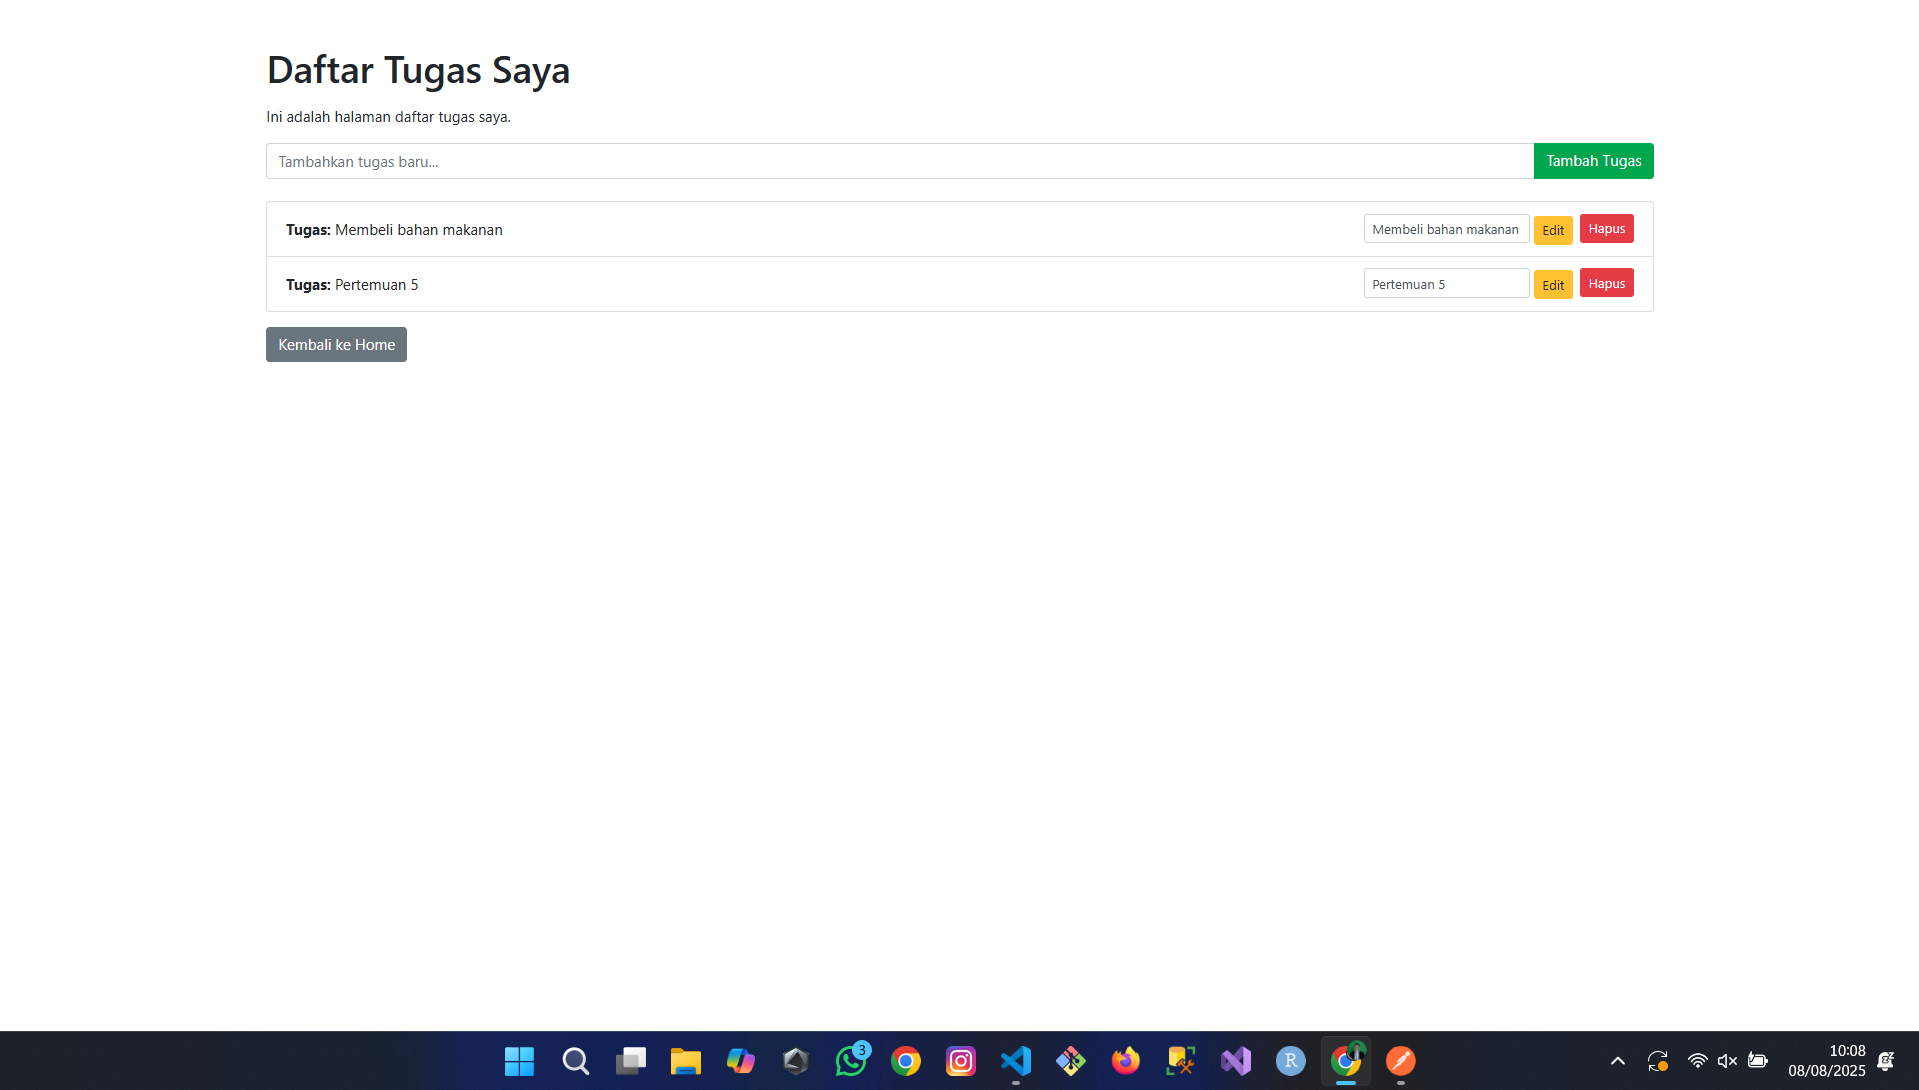 Daftar Tugas Saya
Ini adalah halaman daftar tugas saya.
Tambahkan tugas baru... Tambah Tugas
Tugas: Membeli bahan makanan Membeli bahan makanan Edit Hapus
Tugas: Pertemuan 5 Pertemuan 5 Edit Hapus
Kembali ke Home
3
R
10:08
08/08/2025